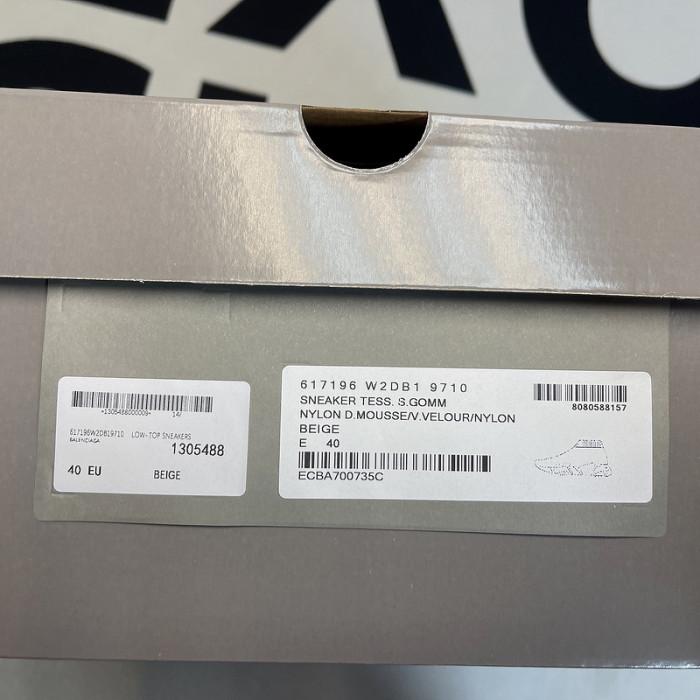 *1305488000009* 14/
617196W2DB19710 LOW-TOP SNEAKERS
BALENCIAGA
1305488
40 EU BEIGE
617196 W2DB1 9710
8080588157
SNEAKER TESS. S.GOMM
NYLON D.MOUSSE/V.VELOUR/NYLON
BEIGE
E 40
ECBA700735C